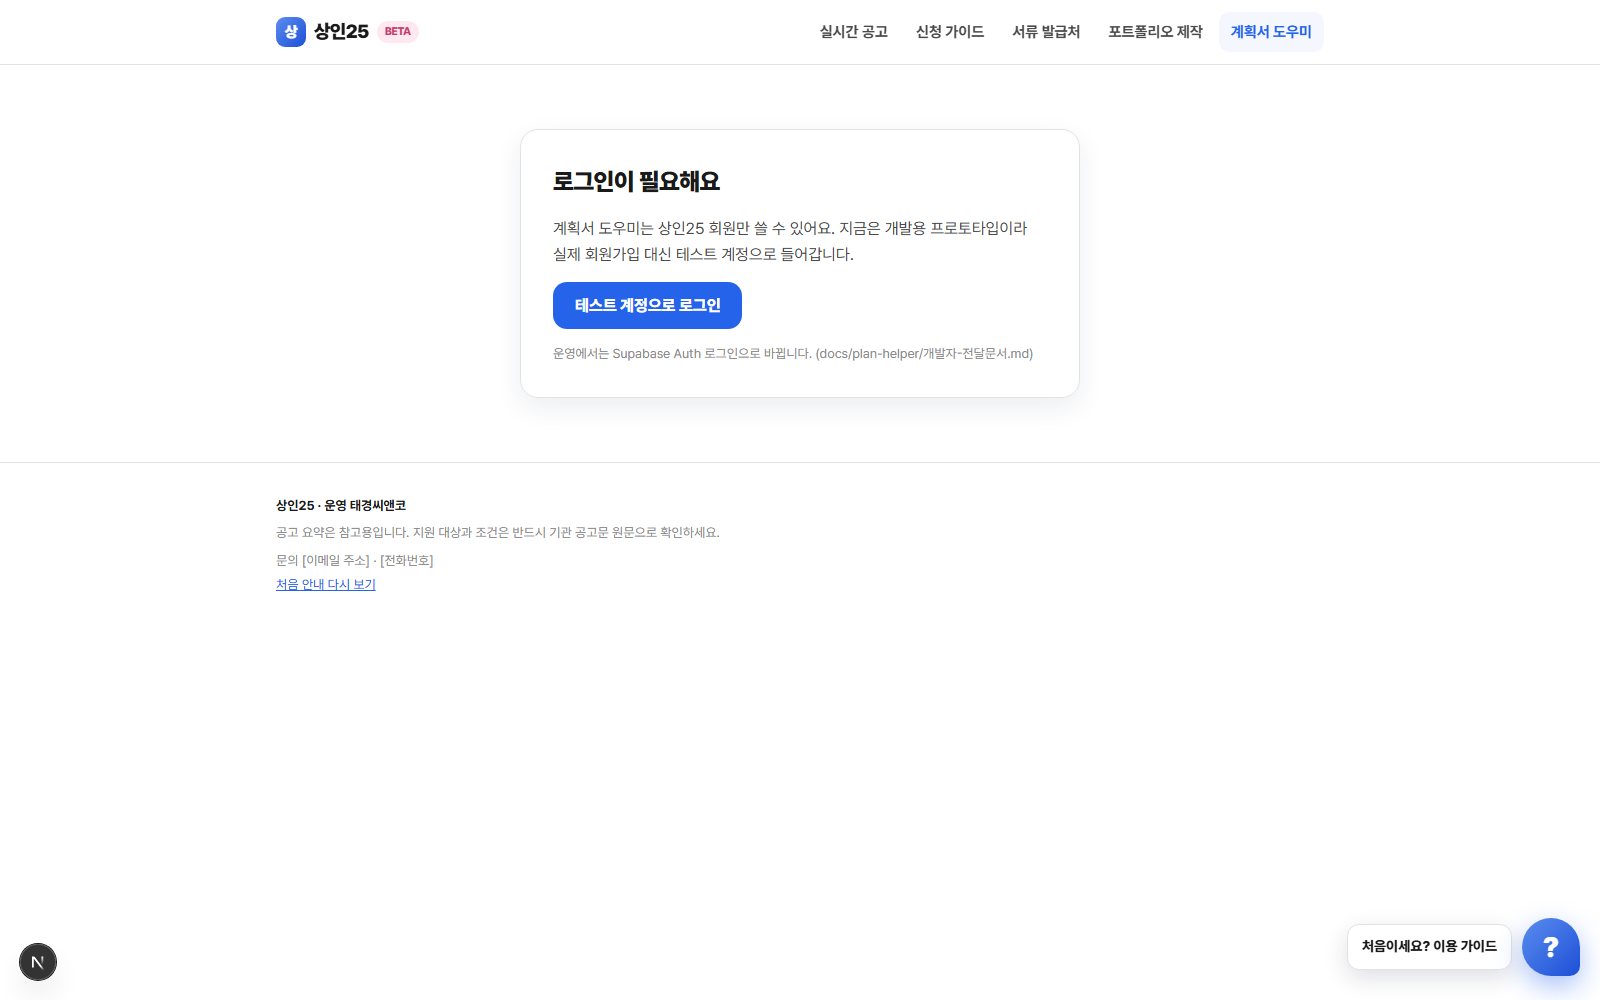 상 상인25 BETA
실시간 공고 신청 가이드 서류 발급처 포트폴리오 제작 계획서 도우미
로그인이 필요해요
계획서 도우미는 상인25 회원만 쓸 수 있어요. 지금은 개발용 프로토타입이라
실제 회원가입 대신 테스트 계정으로 들어갑니다.
테스트 계정으로 로그인
운영에서는 Supabase Auth 로그인으로 바뀝니다. (docs/plan-helper/개발자-전달문서.md)
상인25 · 운영 태경씨앤코
공고 요약은 참고용입니다. 지원 대상과 조건은 반드시 기관 공고문 원문으로 확인하세요.
문의 [이메일 주소] · [전화번호]
처음 안내 다시 보기
N
처음이세요? 이용 가이드
?